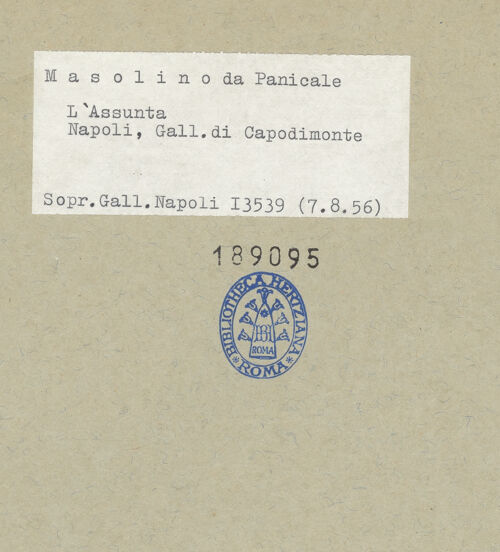 M a s o l i n o da Panicale
L`Assunta
Napoli, Gall.di Capodimonte
Sopr.Gall.Napoli I3539 (7.8.56)
189095
BIBLIOTHECA HERTZIANA
BH
ROMA
* ROMA *